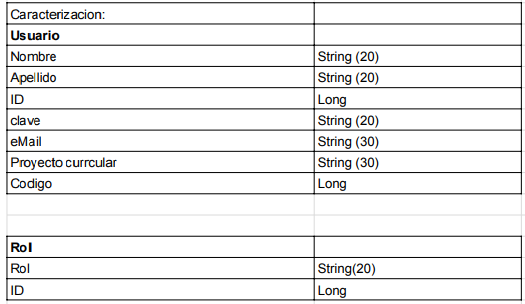 Caracterizacion:
Usuario
Nombre String (20)
Apellido String (20)
ID Long
clave String (20)
eMail String (30)
Proyecto currcular String (30)
Codigo Long
Rol
Rol String(20)
ID Long